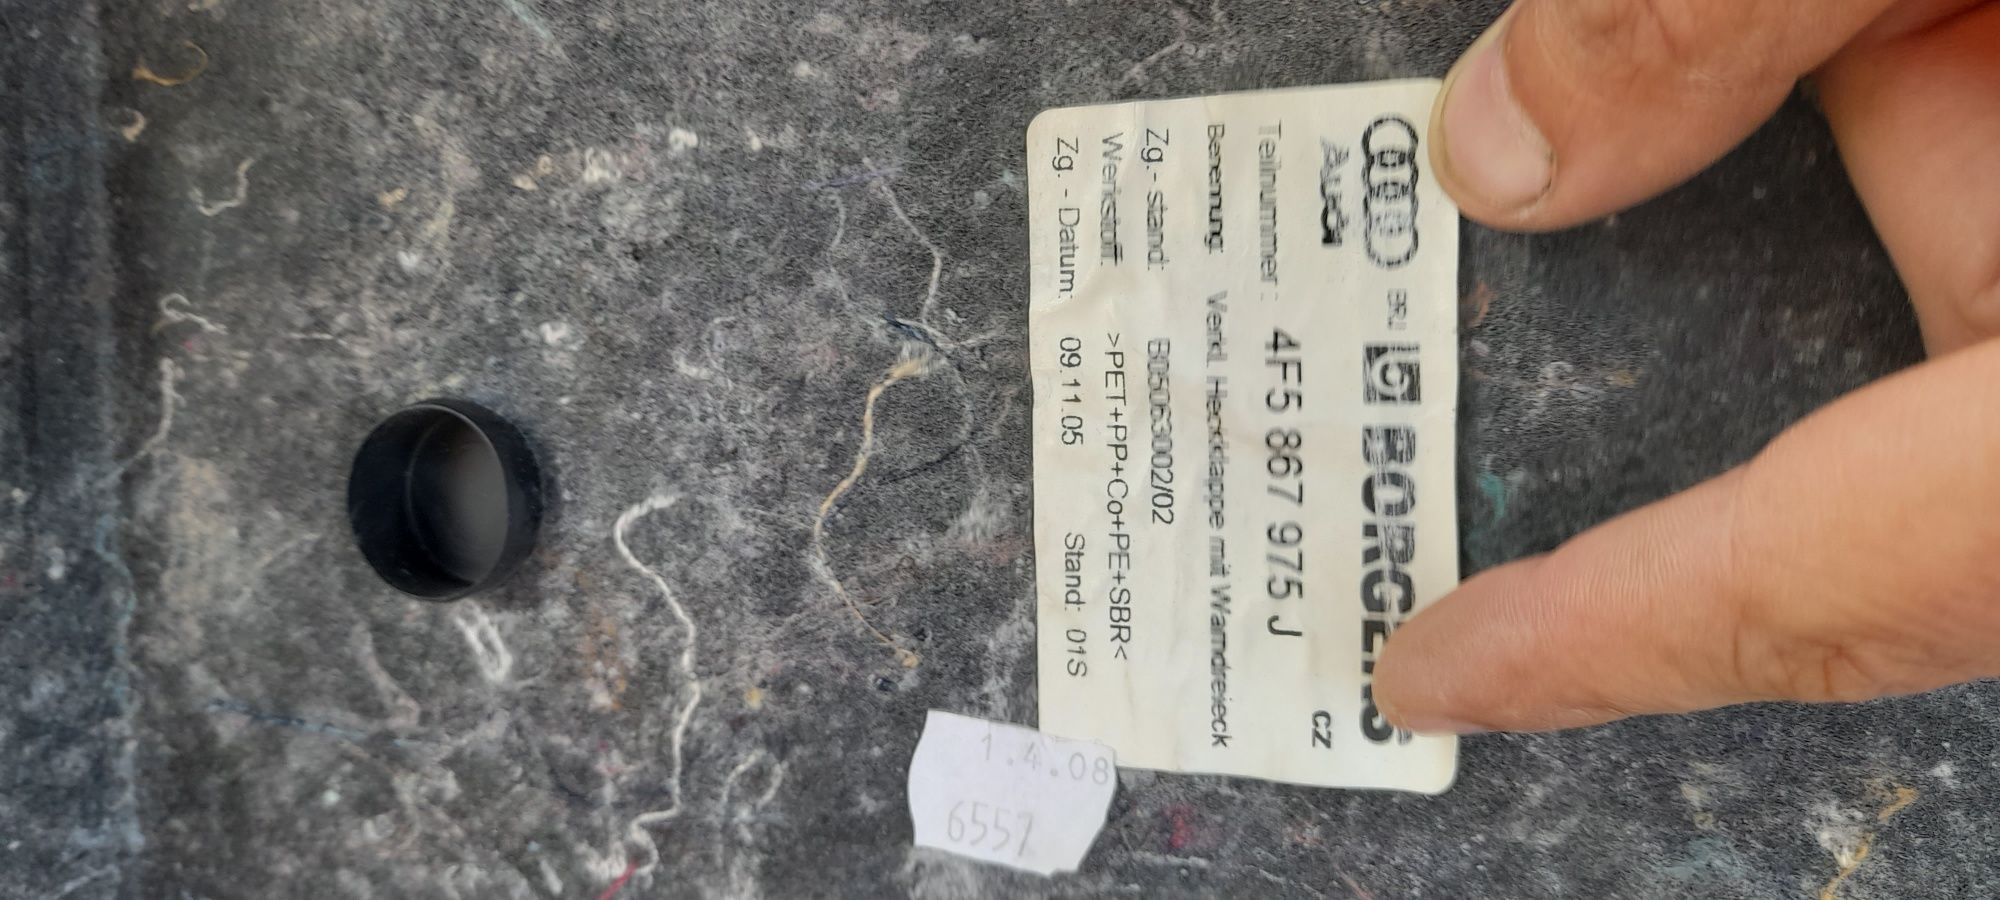 Audi
BORGERS
CZ
Teilnummer: 4F5 867 975 J
Benennung: Verkl. Heckklappe mit Warndreieck
Zg.- stand: B05063002/02
Werkstoff: >PET+PP+Co+PE+SBR<
Zg. - Datum: 09.11.05 Stand: 01S
1.4.08
6557